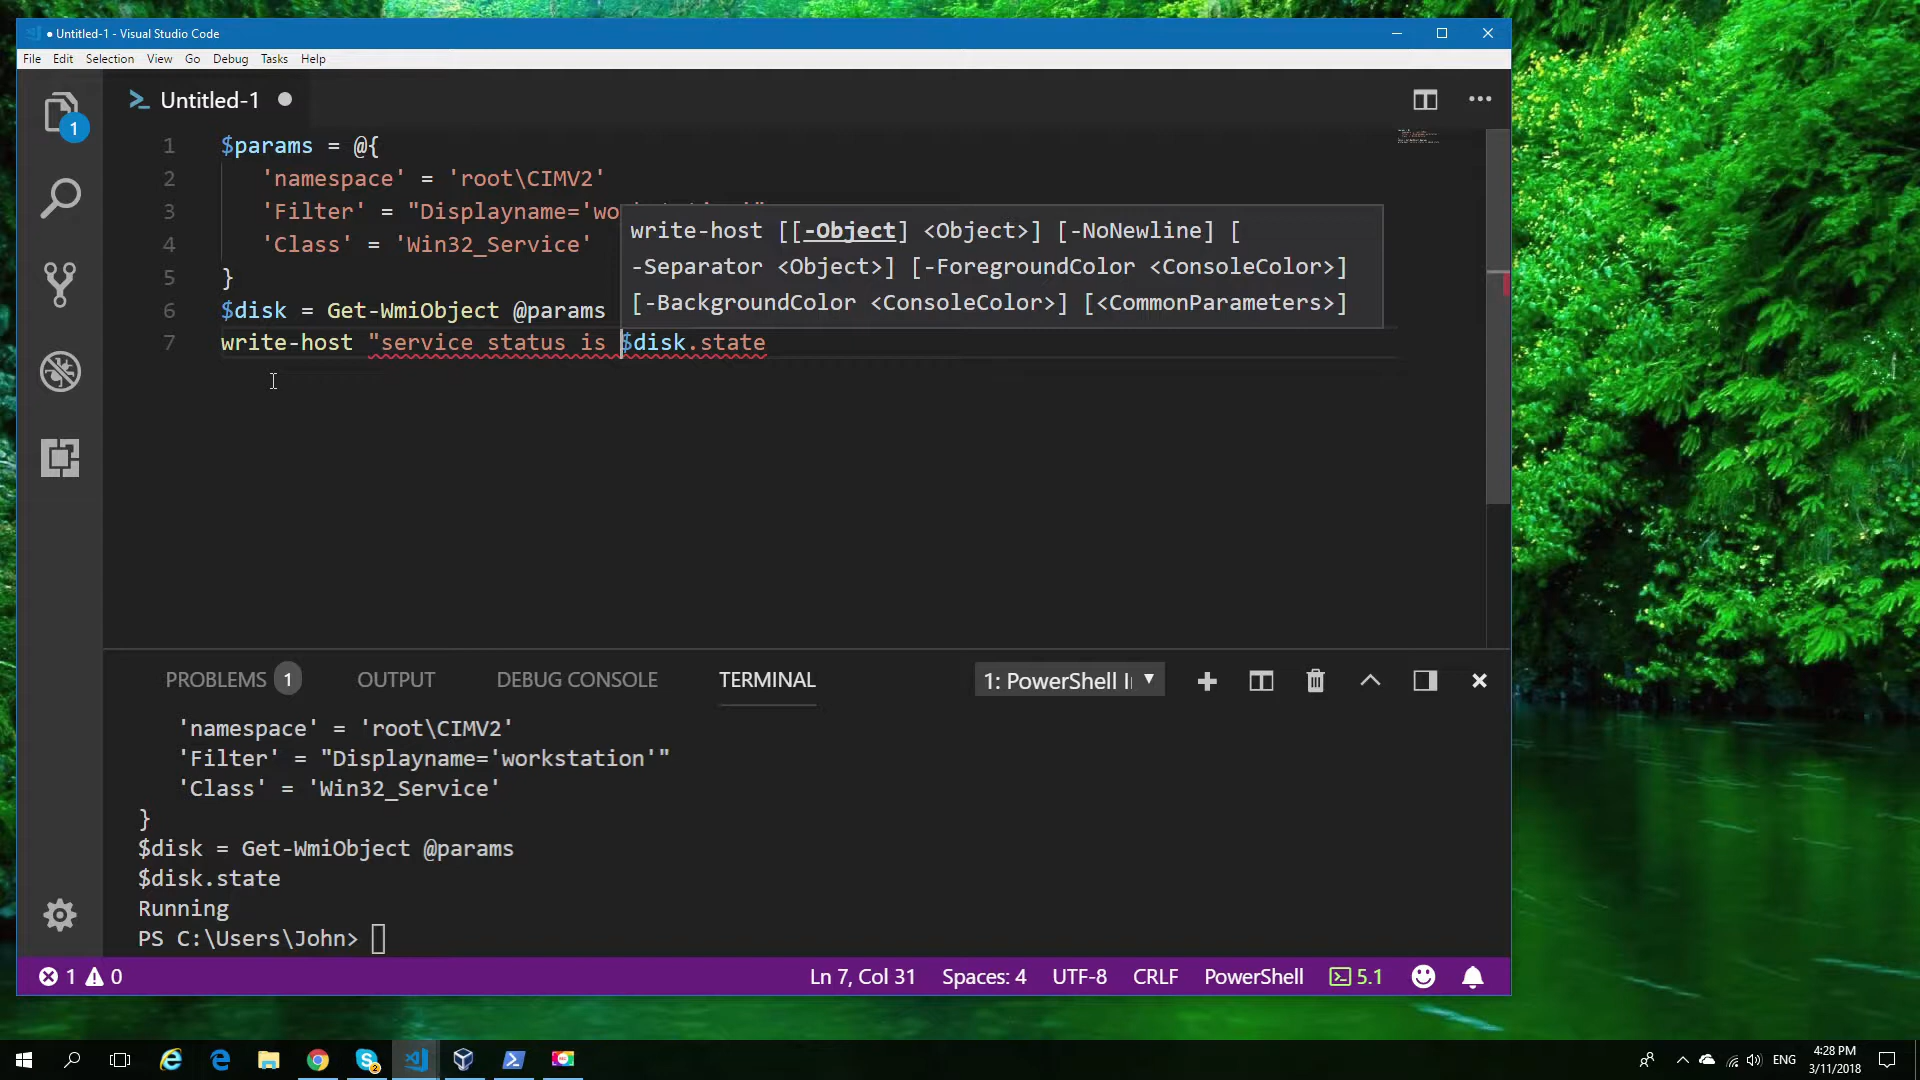 Untitled-1 - Visual Studio Code
File Edit Selection View Go Debug Tasks Help
Untitled-1
1
1 $params = @{
2 'namespace' = 'root\CIMV2'
3 'Filter' = "Displayname='wo
4 'Class' = 'Win32_Service'
5 }
6 $disk = Get-WmiObject @params
7 write-host "service status is $disk.state
write-host [[-Object] <Object>] [-NoNewline] [
-Separator <Object>] [-ForegroundColor <ConsoleColor>]
[-BackgroundColor <ConsoleColor>] [<CommonParameters>]
PROBLEMS 1 OUTPUT DEBUG CONSOLE TERMINAL 1: PowerShell
'namespace' = 'root\CIMV2'
'Filter' = "Displayname='workstation'"
'Class' = 'Win32_Service'
}
$disk = Get-WmiObject @params
$disk.state
Running
PS C:\Users\John>
1 0 Ln 7, Col 31 Spaces: 4 UTF-8 CRLF PowerShell 5.1
2 ENG 4:28 PM
3/11/2018